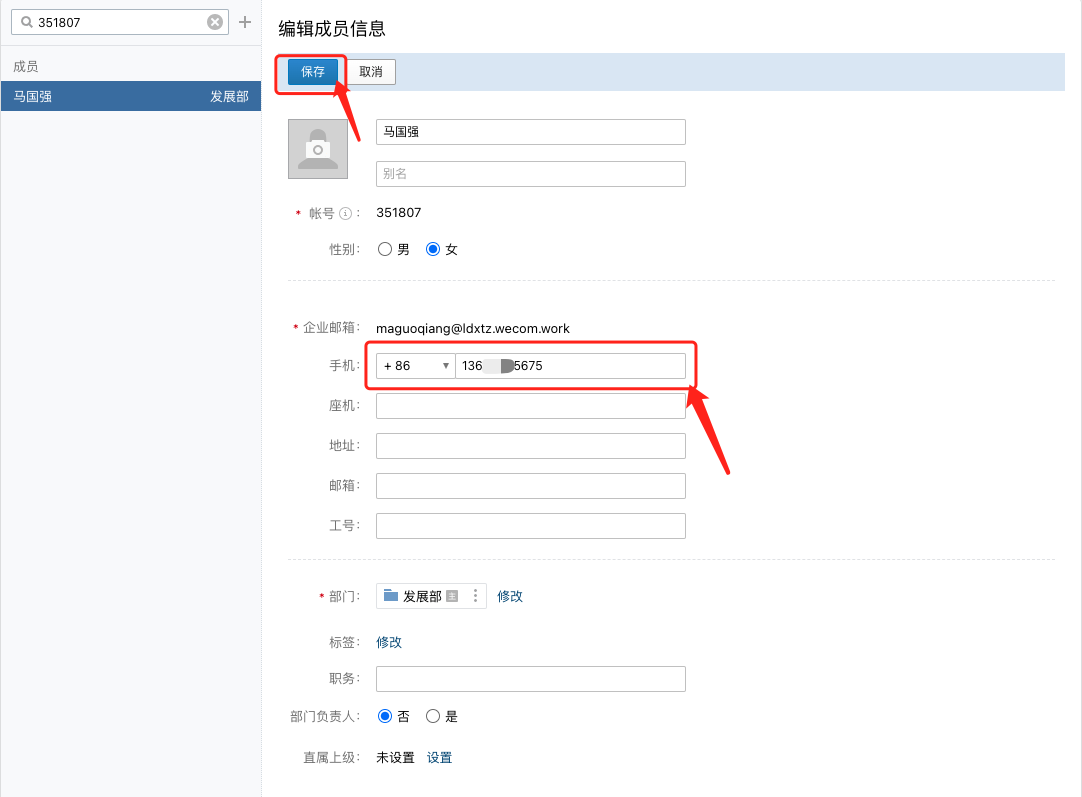 351807
成员
马国强 发展部
编辑成员信息
保存 取消
马国强
别名
* 帐号 : 351807
性别: 男 女
* 企业邮箱: maguoqiang@ldxtz.wecom.work
手机: + 86 136 5675
座机:
地址:
邮箱:
工号:
* 部门: 发展部 主 修改
标签: 修改
职务:
部门负责人: 否 是
直属上级: 未设置 设置